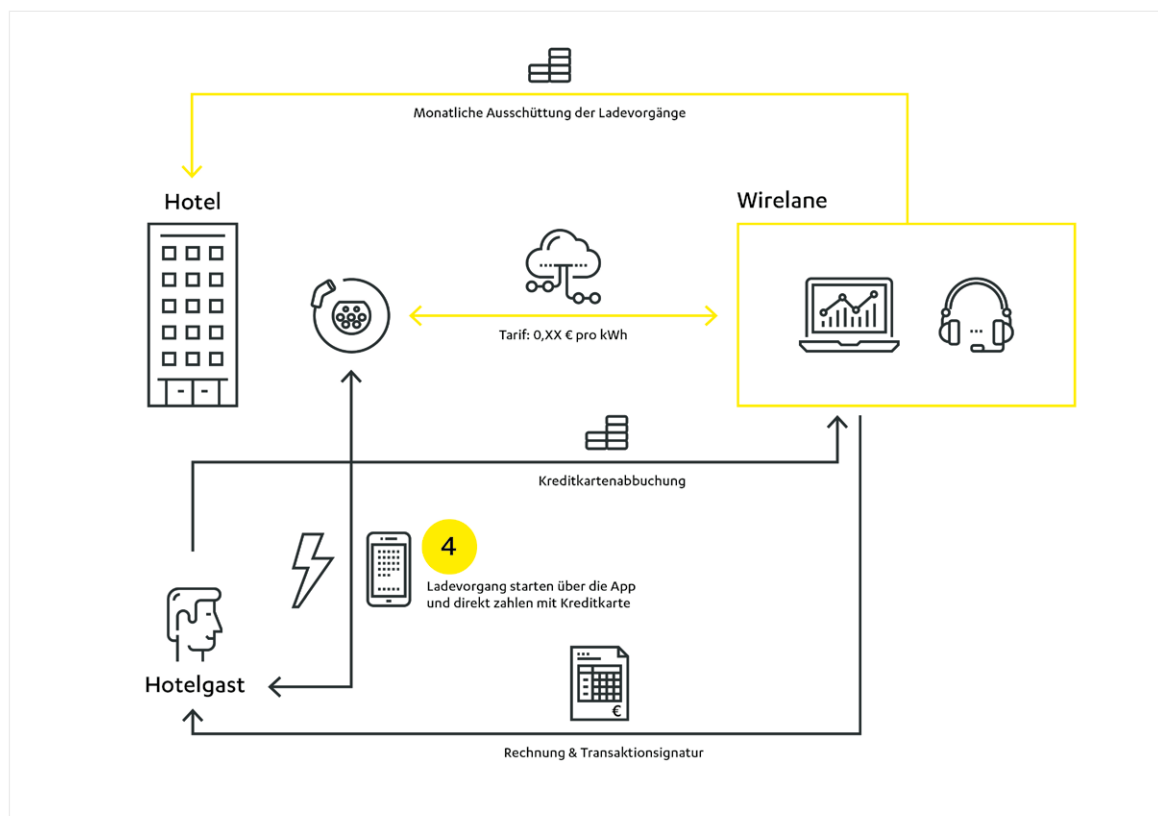 Monatliche Ausschüttung der Ladevorgänge
Hotel
Wirelane
Tarif: 0,XX € pro kWh
Kreditkartenabbuchung
4
Ladevorgang starten über die App
und direkt zahlen mit Kreditkarte
Hotelgast
€
Rechnung & Transaktionsignatur